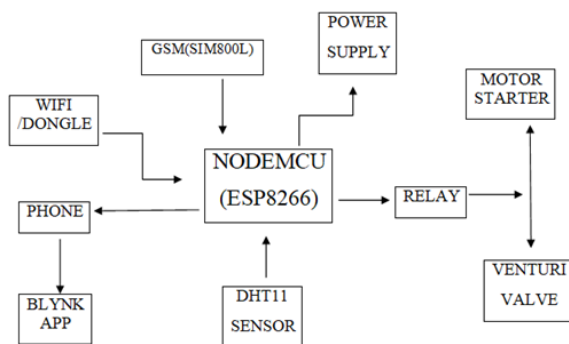 POWER
SUPPLY
GSM(SIM800L)
MOTOR
STARTER
WIFI
/DONGLE
NODEMCU
(ESP8266)
RELAY
PHONE
VENTURI
VALVE
BLYNK
APP
DHT11
SENSOR